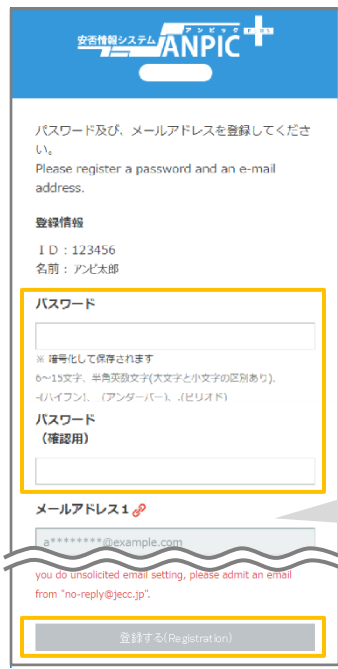 アンピック PLUS
安否情報システム ANPIC
パスワード及び、メールアドレスを登録してくださ
い。
Please register a password and an e-mail
address.
登録情報
ID:123456
名前：アンピ太郎
パスワード
※ 暗号化して保存されます
6～15文字、半角英数文字(大文字と小文字の区別あり)、
-(ハイフン)、_(アンダーバー)、.(ピリオド)
パスワード
（確認用）
メールアドレス１
a********@example.com
you do unsolicited email setting, please admit an email
from "no-reply@jecc.jp".
登録する(Registration)